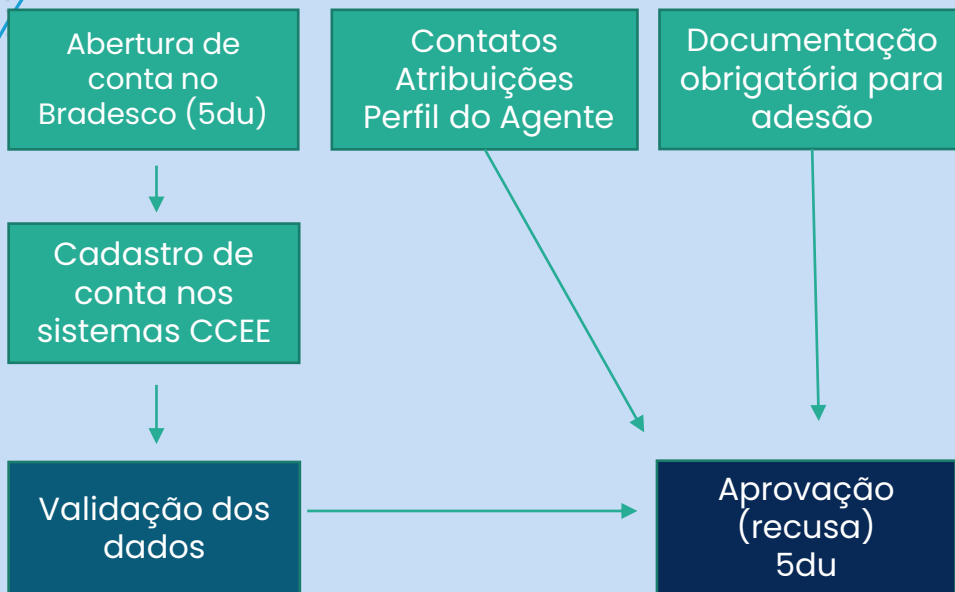 Abertura de
conta no
Bradesco (5du)
Contatos
Atribuições
Perfil do Agente
Documentação
obrigatória para
adesão
Cadastro de
conta nos
sistemas CCEE
Validação dos
dados
Aprovação
(recusa)
5du